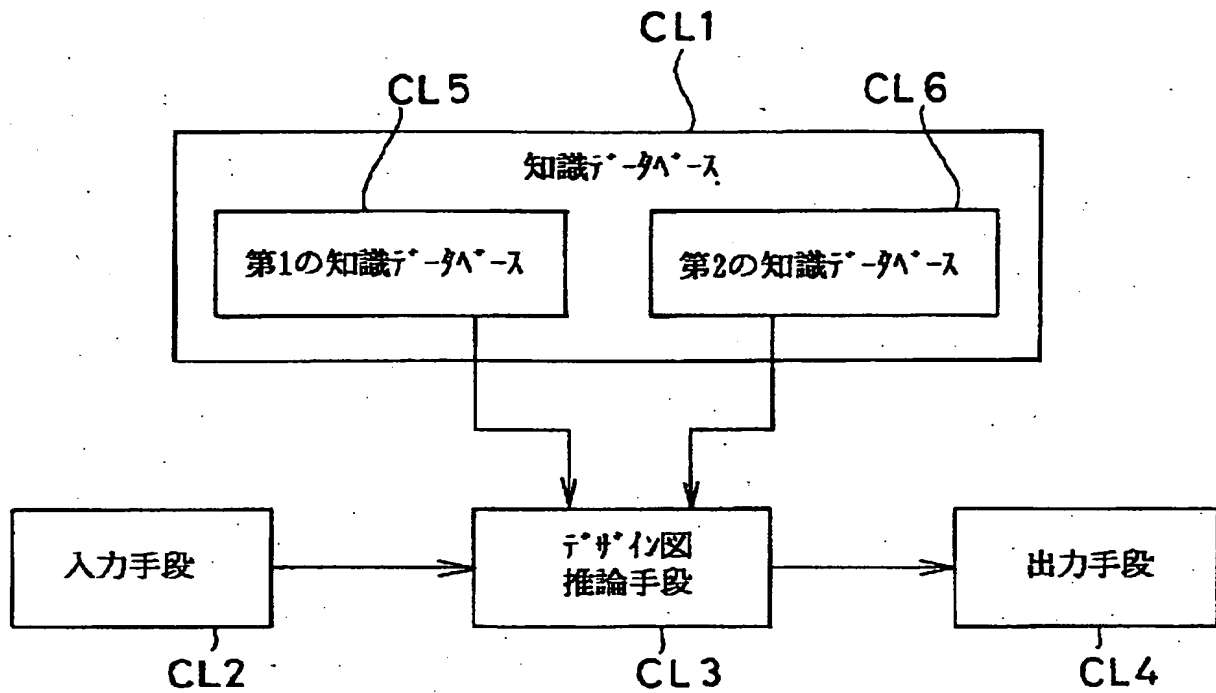 CL1
CL5
CL6
知識ﾃﾞｰﾀﾍﾞｰｽ
第1の知識ﾃﾞｰﾀﾍﾞｰｽ
第2の知識ﾃﾞｰﾀﾍﾞｰｽ
入力手段
ﾃﾞｻﾞｲﾝ図
推論手段
出力手段
CL2
CL3
CL4